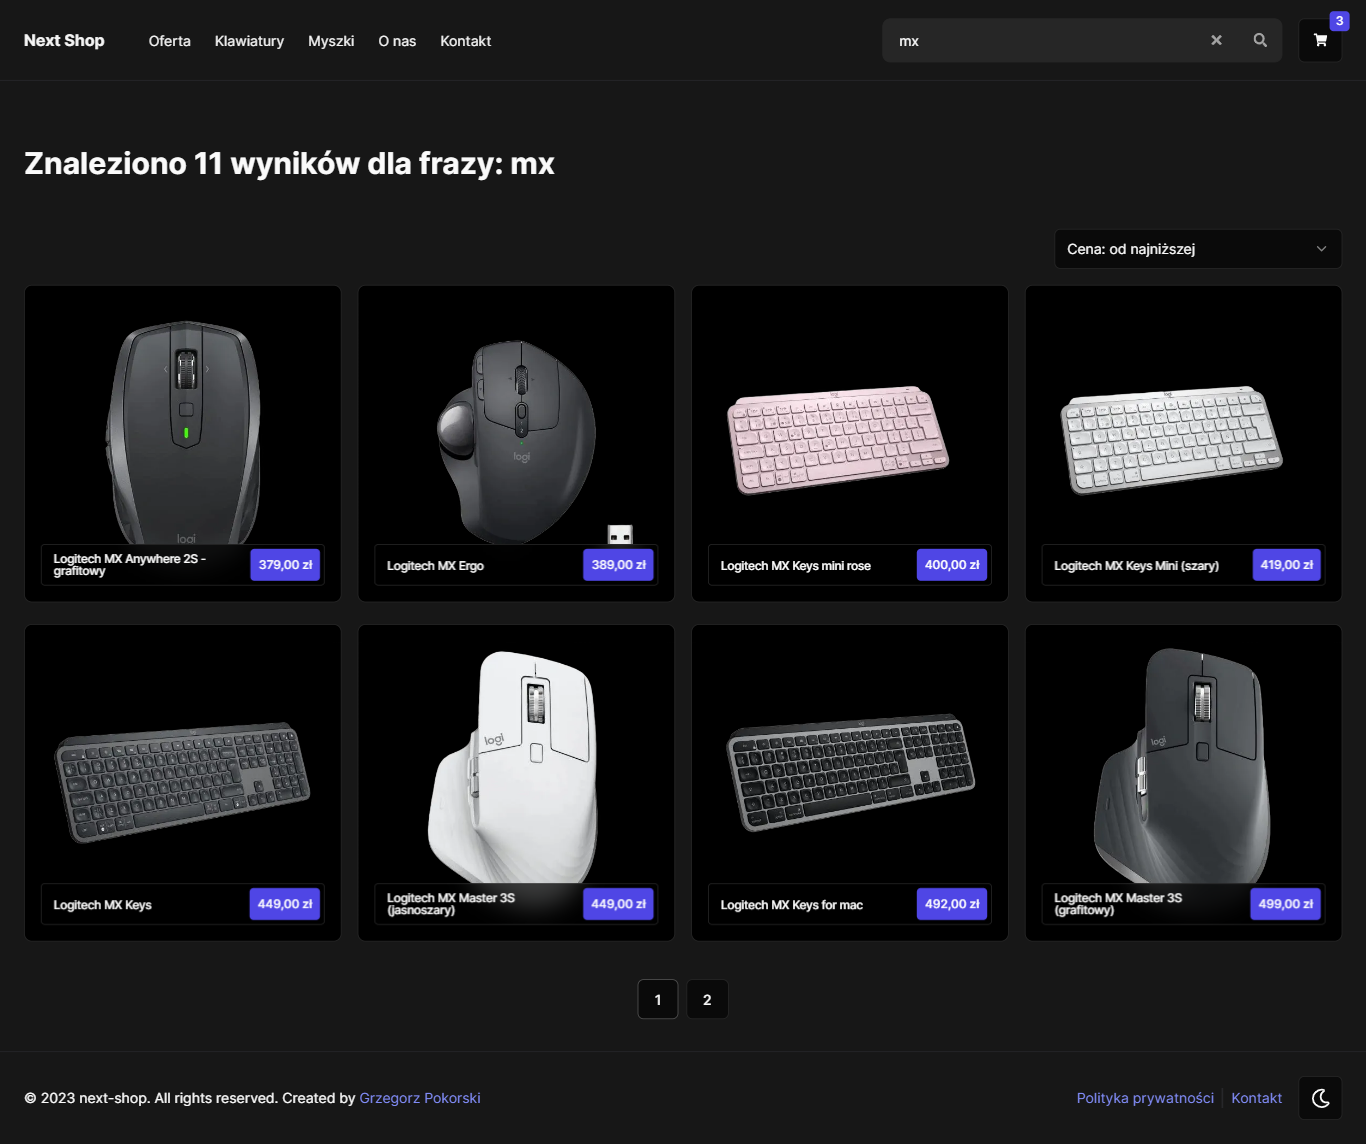 Next Shop
Oferta
Klawiatury
Myszki
O nas
Kontakt
mx
3
Znaleziono 11 wyników dla frazy: mx
Cena: od najniższej
logi
Logitech MX Anywhere 2S -
grafitowy
379,00 zł
logi
Logitech MX Ergo
389,00 zł
Logitech MX Keys mini rose
400,00 zł
Logitech MX Keys Mini (szary)
419,00 zł
Logitech MX Keys
449,00 zł
logi
Logitech MX Master 3S
(jasnoszary)
449,00 zł
Logitech MX Keys for mac
492,00 zł
logi
Logitech MX Master 3S
(grafitowy)
499,00 zł
1
2
© 2023 next-shop. All rights reserved. Created by Grzegorz Pokorski
Polityka prywatności
Kontakt